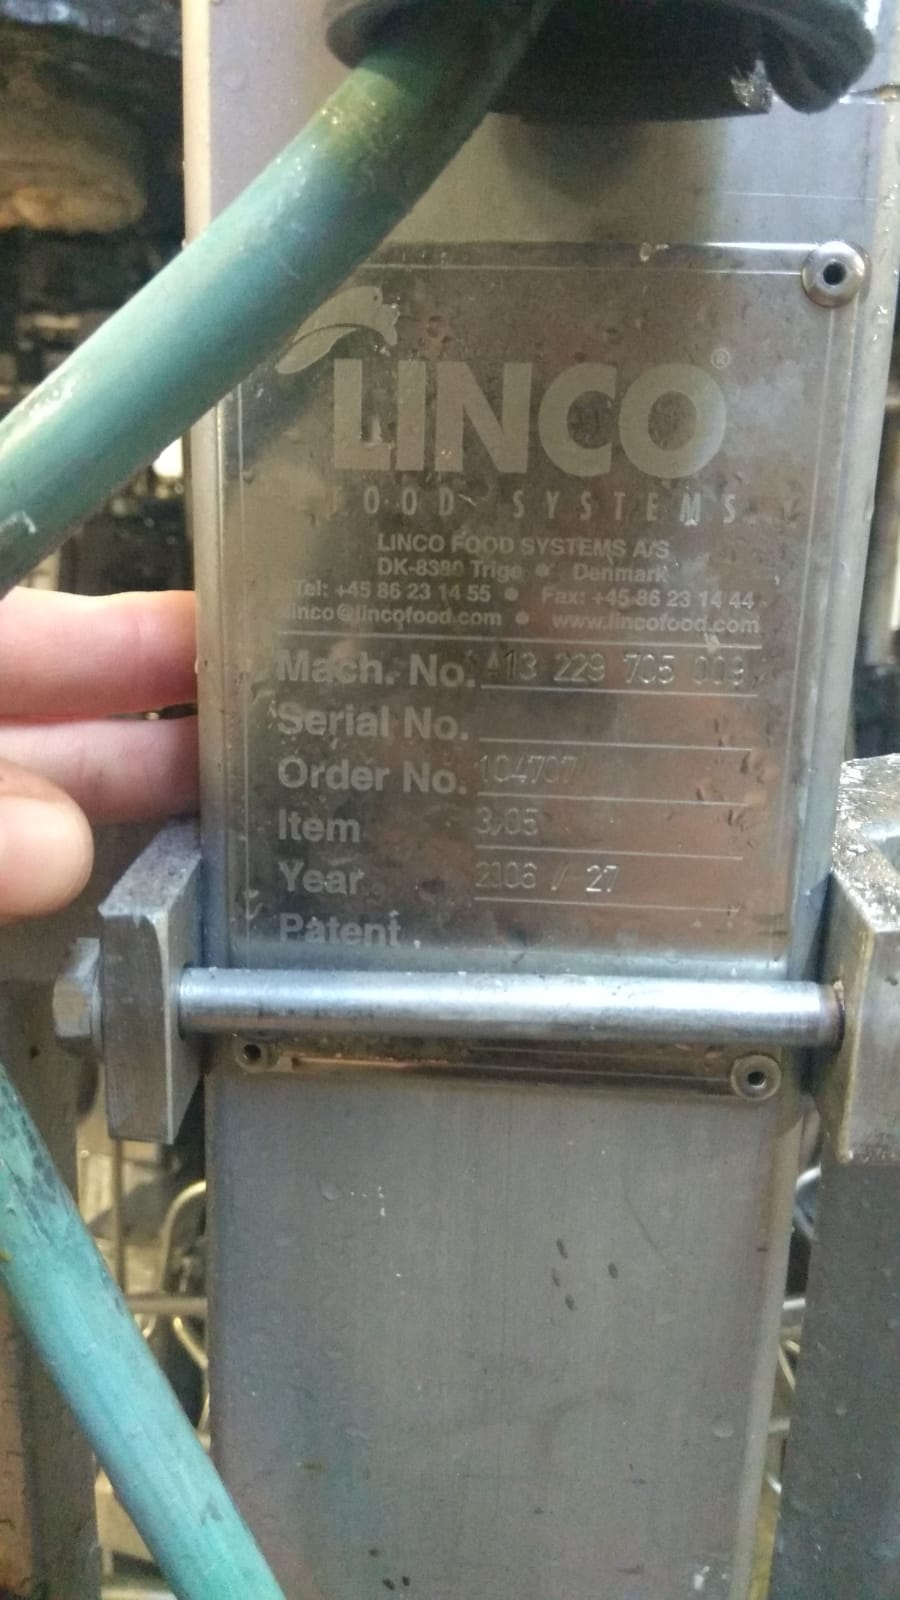 LINCO®
FOOD SYSTEMS
LINCO FOOD SYSTEMS A/S
DK-8380 Trige • Denmark
Tel: +45 86 23 14 55 • Fax: +45 86 23 14 44
linco@lincofood.com • www.lincofood.com
Mach. No. 13 229 705 009
Serial No.
Order No. 104707
Item 3.05
Year 2006 / 27
Patent